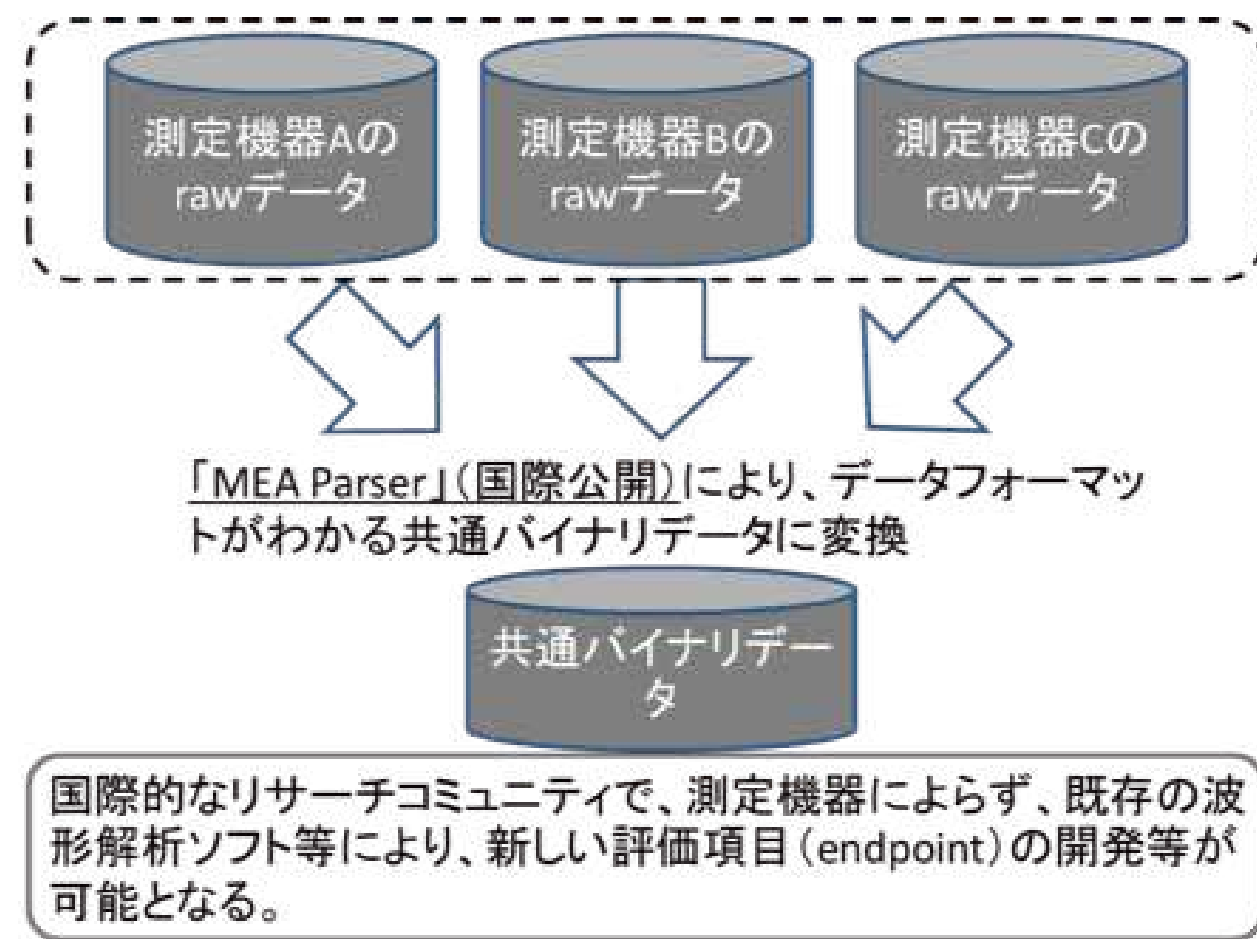 測定機器Aの
rawデータ
測定機器Bの
rawデータ
測定機器Cの
rawデータ
「MEA Parser」(国際公開)により、データフォーマッ
トがわかる共通バイナリデータに変換
共通バイナリデー
タ
国際的なリサーチコミュニティで、測定機器によらず、既存の波
形解析ソフト等により、新しい評価項目(endpoint)の開発等が
可能となる。